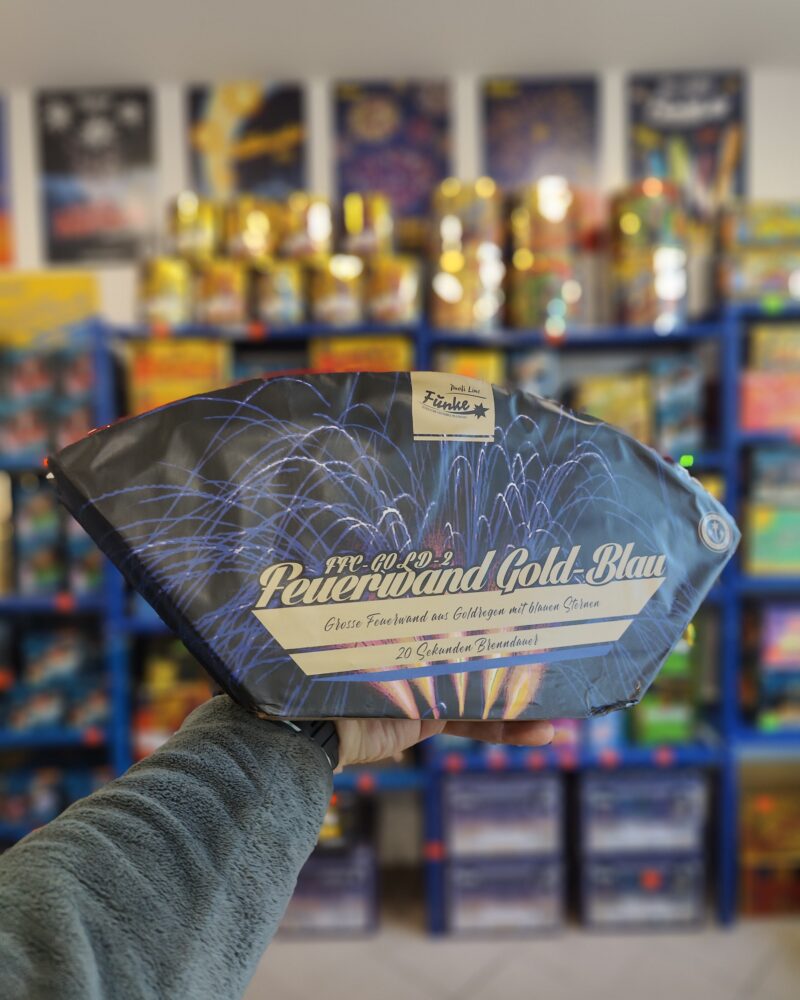 Profi Line
Funke
FFC-GOLD-2
Feuerwand Gold-Blau
Grosse Feuerwand aus Goldregen mit blauen Sternen
20 Sekunden Brenndauer